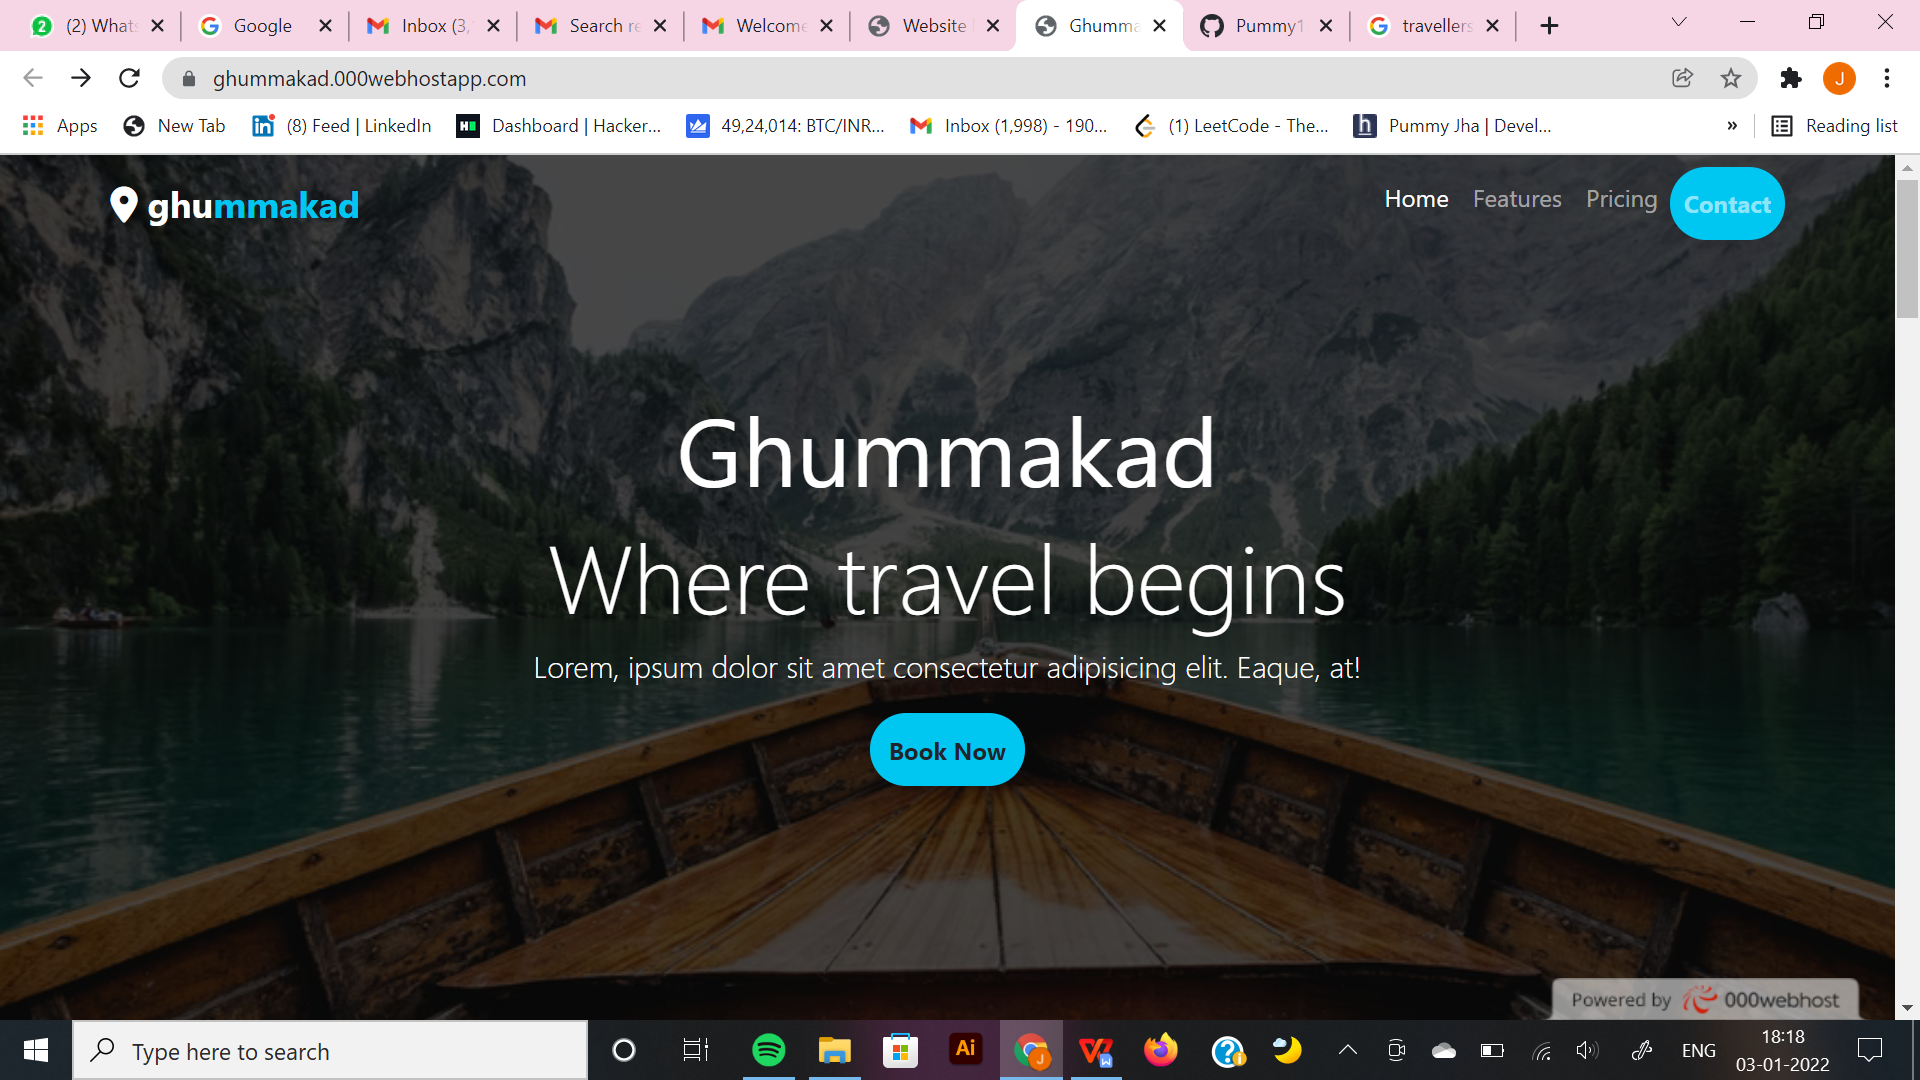 (2) Whats
Google
Inbox (3,
Search re
Welcome
Website
Ghumma
Pummy1
travellers
ghummakad.000webhostapp.com
J
Apps
New Tab
(8) Feed | LinkedIn
Dashboard | Hacker...
49,24,014: BTC/INR...
Inbox (1,998) - 190...
(1) LeetCode - The...
Pummy Jha | Devel...
»
Reading list
ghummakad
Home
Features
Pricing
Contact
Ghummakad
Where travel begins
Lorem, ipsum dolor sit amet consectetur adipisicing elit. Eaque, at!
Book Now
Powered by 000webhost
Type here to search
Ai
ENG
18:18
03-01-2022